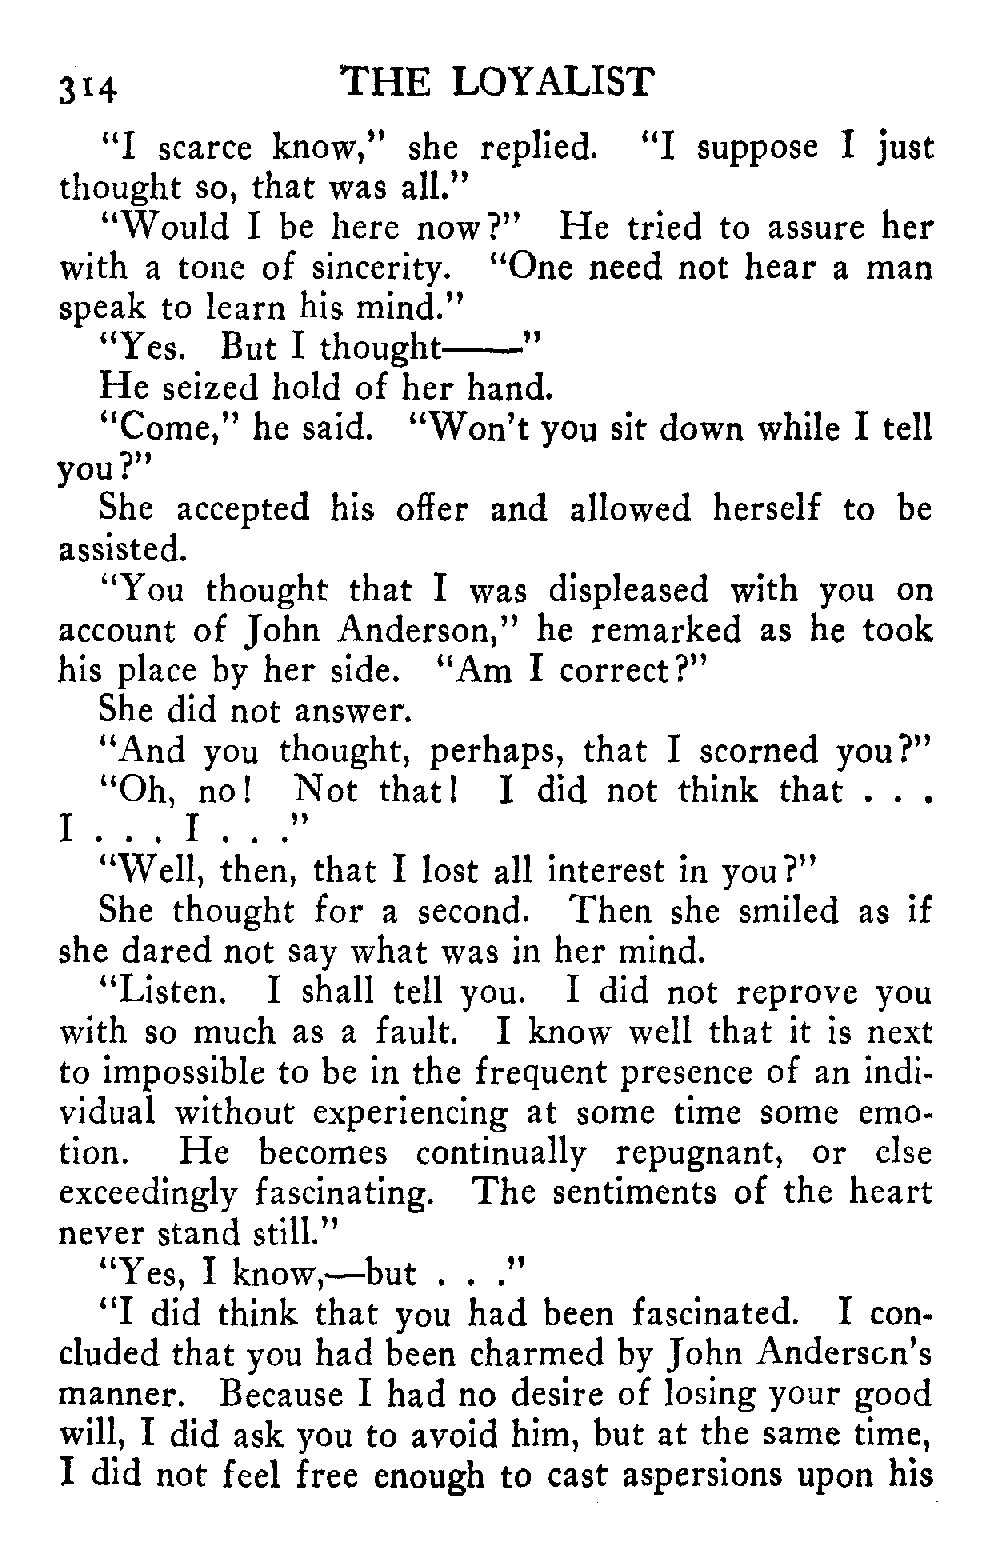 314 THE LOYALIST
"I scarce know," she replied. "I suppose I just
thought so, that was all."
"Would I be here now?" He tried to assure her
with a tone of sincerity. "One need not hear a man
speak to learn his mind."
"Yes. But I thought——"
He seized hold of her hand.
"Come," he said. "Won't you sit down while I tell
you?"
She accepted his offer and allowed herself to be
assisted.
"You thought that I was displeased with you on
account of John Anderson," he remarked as he took
his place by her side. "Am I correct?"
She did not answer.
"And you thought, perhaps, that I scorned you?"
"Oh, no! Not that! I did not think that . . .
I . . . I . . ."
"Well, then, that I lost all interest in you?"
She thought for a second. Then she smiled as if
she dared not say what was in her mind.
"Listen. I shall tell you. I did not reprove you
with so much as a fault. I know well that it is next
to impossible to be in the frequent presence of an indi-
vidual without experiencing at some time some emo-
tion. He becomes continually repugnant, or else
exceedingly fascinating. The sentiments of the heart
never stand still."
"Yes, I know,—but . . ."
"I did think that you had been fascinated. I con-
cluded that you had been charmed by John Anderson's
manner. Because I had no desire of losing your good
will, I did ask you to avoid him, but at the same time,
I did not feel free enough to cast aspersions upon his